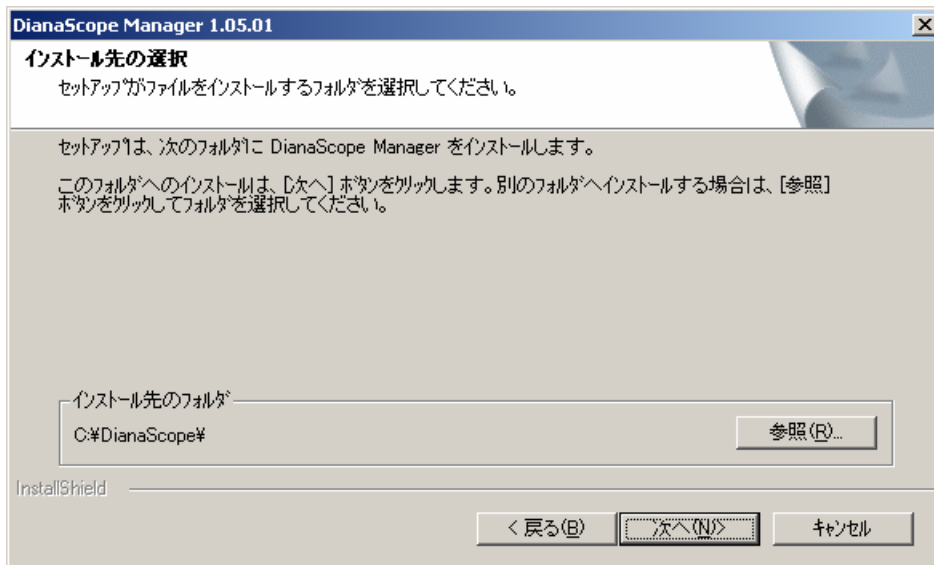 DianaScope Manager 1.05.01
インストール先の選択
セットアップがファイルをインストールするフォルダを選択してください。
セットアップは、次のフォルダに DianaScope Manager をインストールします。
このフォルダへのインストールは、[次へ] ボタンをクリックします。別のフォルダへインストールする場合は、[参照]
ボタンをクリックしてフォルダを選択してください。
インストール先のフォルダ
C:¥DianaScope¥
参照(R)...
InstallShield
< 戻る(B)
次へ(N)>
キャンセル